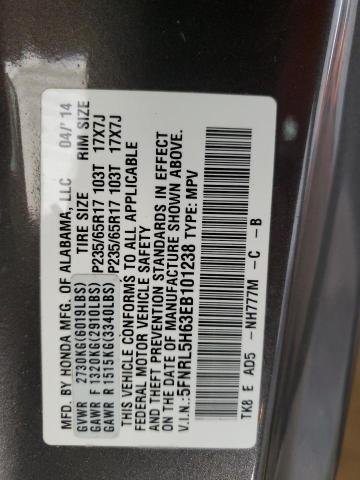 MFD. BY HONDA MFG. OF ALABAMA, LLC 04/ 14
GVWR 2730KG(6019LBS) TIRE SIZE RIM SIZE
GAWR F 1320KG(2910LBS) P235/65R17 103T 17X7J
GAWR R 1515KG(3340LBS) P235/65R17 103T 17X7J
THIS VEHICLE CONFORMS TO ALL APPLICABLE
FEDERAL MOTOR VEHICLE SAFETY
AND THEFT PREVENTION STANDARDS IN EFFECT
ON THE DATE OF MANUFACTURE SHOWN ABOVE.
V.I.N.:5FNRL5H63EB101238 TYPE: MPV
TK8 E AD5 -NH777M -C -B